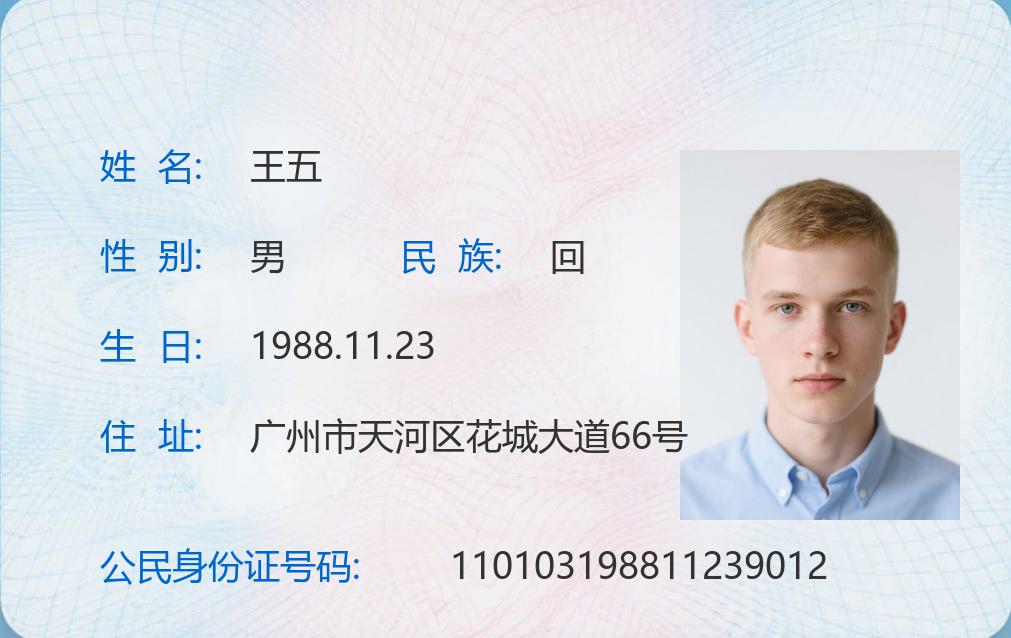 姓 名: 王五
性 别: 男 民 族: 回
生 日: 1988.11.23
住 址: 广州市天河区花城大道66号
公民身份证号码: 110103198811239012